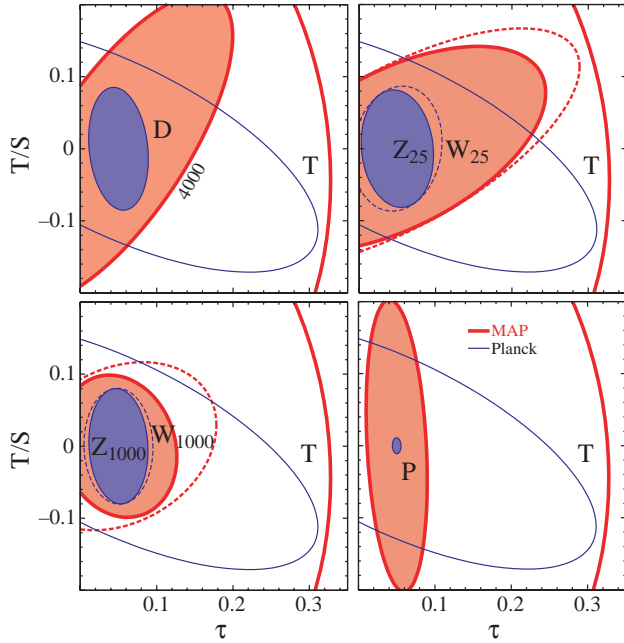 T/S
0.1
0
−0.1
D
T
4000
Z25
W25
T
T/S
0.1
0
−0.1
Z1000
W1000
T
MAP
Planck
P
T
0.1
0.2
0.3
0.1
0.2
0.3
τ
τ